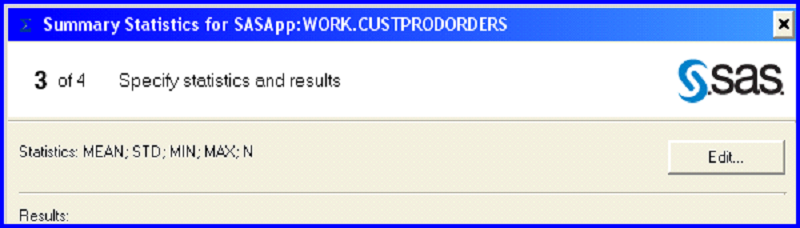 Summary Statistics for SASApp:WORK.CUSTPRODORDERS
3 of 4 Specify statistics and results
sas.
Statistics: MEAN; STD; MIN; MAX; N
Edit...
Results: